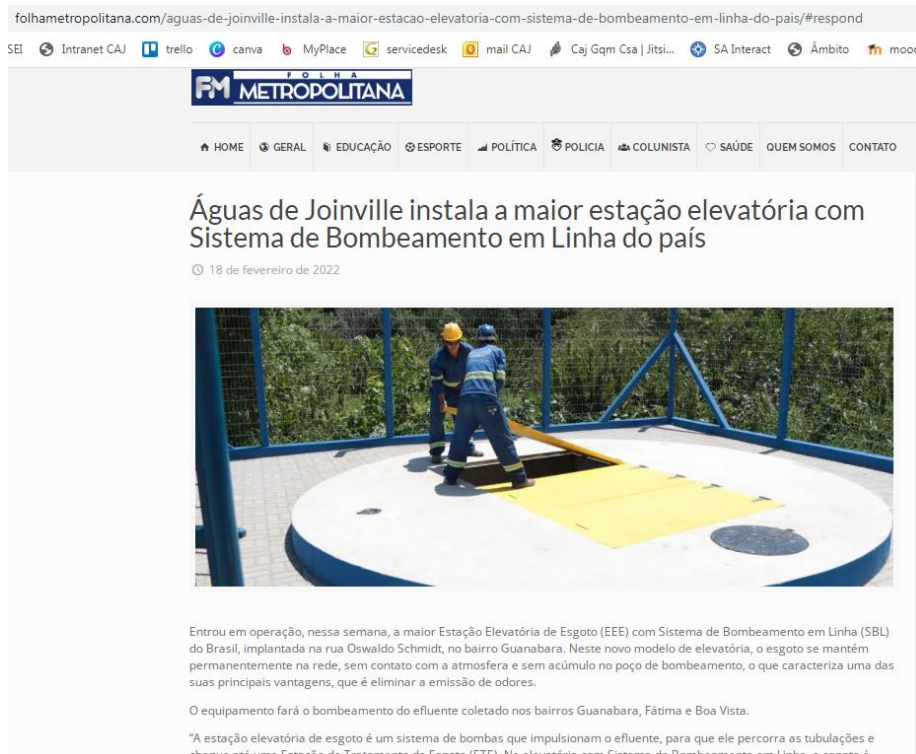 folhametropolitana.com/aguas-de-joinville-instala-a-maior-estacao-elevatoria-com-sistema-de-bombeamento-em-linha-do-pais/#respond
SEI Intranet CAJ trello canva MyPlace servicedesk mail CAJ Caj Gqm Csa | Jitsi... SA Interact Âmbito
FM FOLHA
METROPOLITANA
HOME GERAL EDUCAÇÃO ESPORTE POLÍTICA POLICIA COLUNISTA SAÚDE QUEM SOMOS CONTATO
Águas de Joinville instala a maior estação elevatória com
Sistema de Bombeamento em Linha do país
18 de fevereiro de 2022
Entrou em operação, nessa semana, a maior Estação Elevatória de Esgoto (EEE) com Sistema de Bombeamento em Linha (SBL)
do Brasil, implantada na rua Oswaldo Schmidt, no bairro Guanabara. Neste novo modelo de elevatória, o esgoto se mantém
permanentemente na rede, sem contato com a atmosfera e sem acúmulo no poço de bombeamento, o que caracteriza uma das
suas principais vantagens, que é eliminar a emissão de odores.
O equipamento fará o bombeamento do efluente coletado nos bairros Guanabara, Fátima e Boa Vista.
"A estação elevatória de esgoto é um sistema de bombas que impulsionam o efluente, para que ele percorra as tubulações e